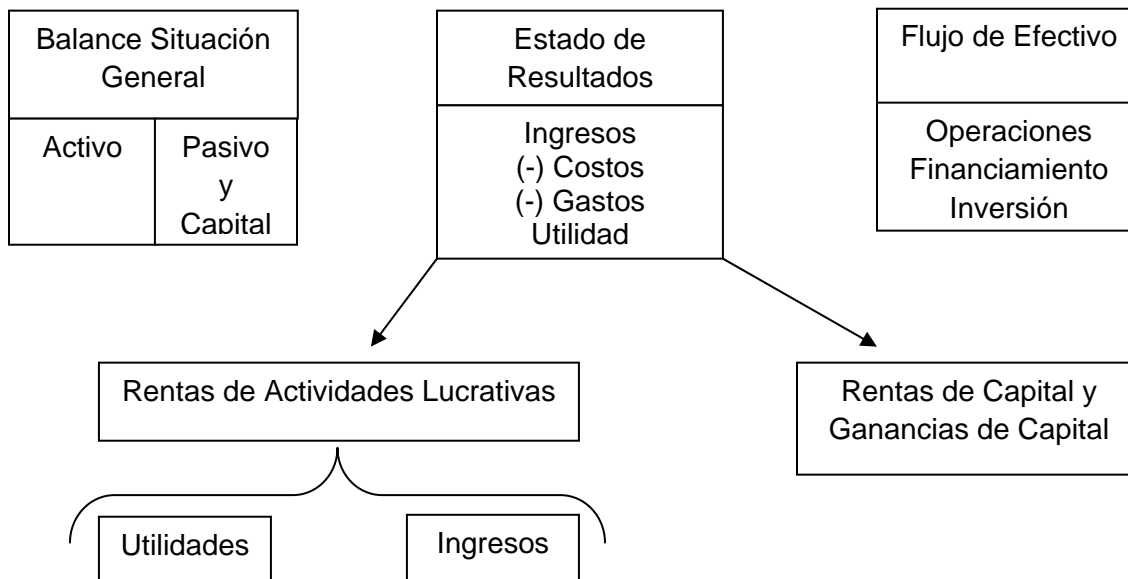 Balance Situación
General
Activo
Pasivo
y
Capital
Estado de
Resultados
Ingresos
(-) Costos
(-) Gastos
Utilidad
Flujo de Efectivo
Operaciones
Financiamiento
Inversión
Rentas de Actividades Lucrativas
Rentas de Capital y
Ganancias de Capital
Utilidades
Ingresos